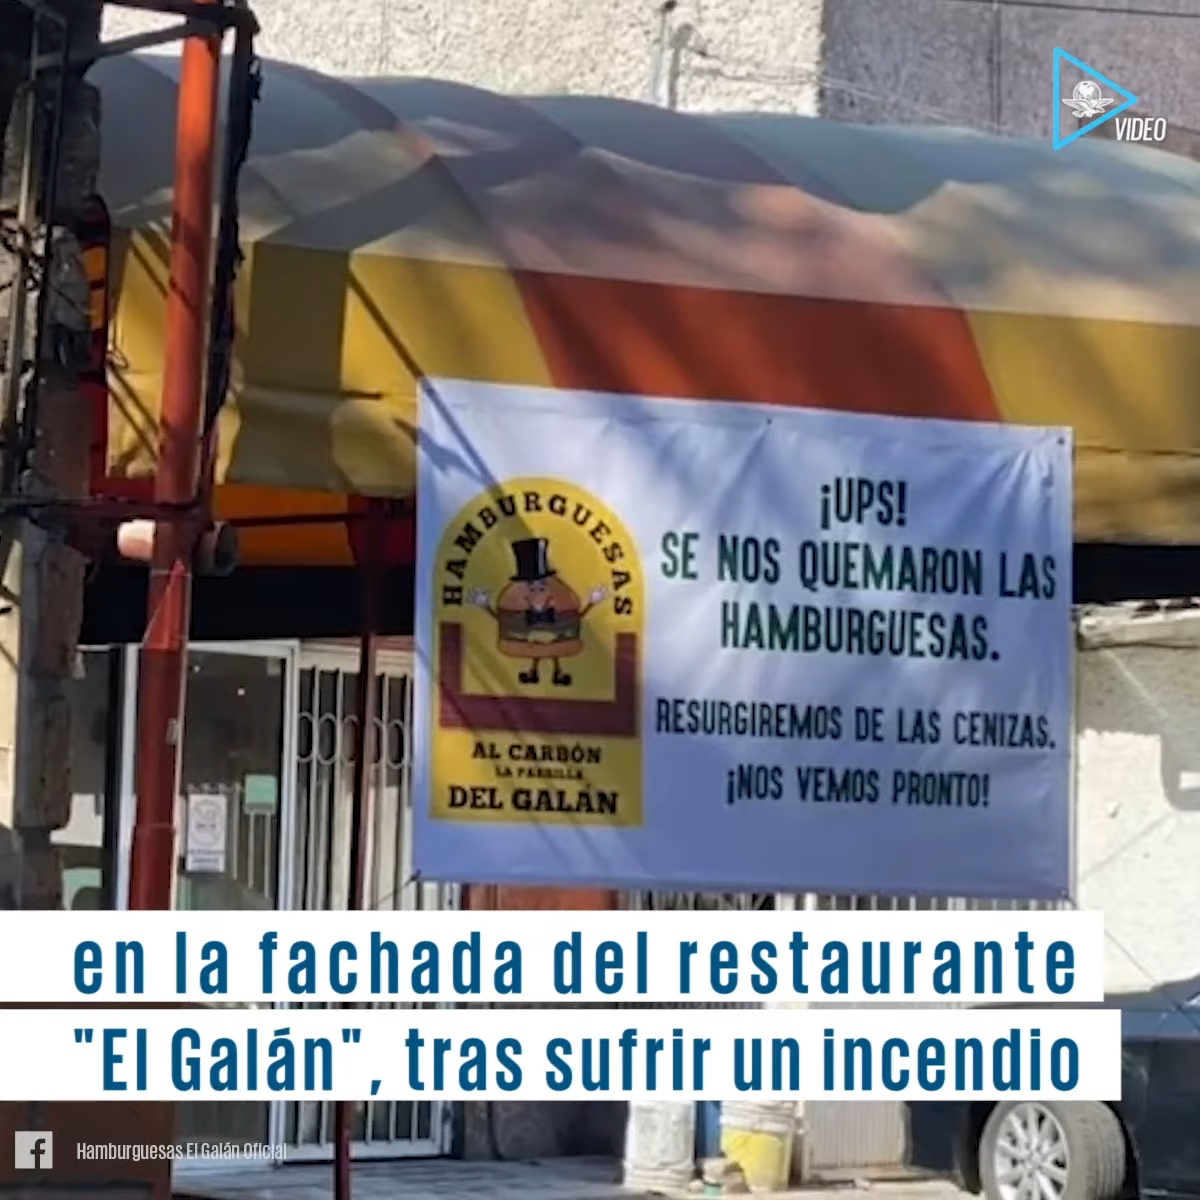 VIDEO
HAMBURGUESAS
AL CARBÓN
LA PARRILLA
DEL GALÁN
¡UPS!
SE NOS QUEMARON LAS
HAMBURGUESAS.
RESURGIREMOS DE LAS CENIZAS.
¡NOS VEMOS PRONTO!
en la fachada del restaurante
"El Galán", tras sufrir un incendio
Hamburguesas El Galán Oficial